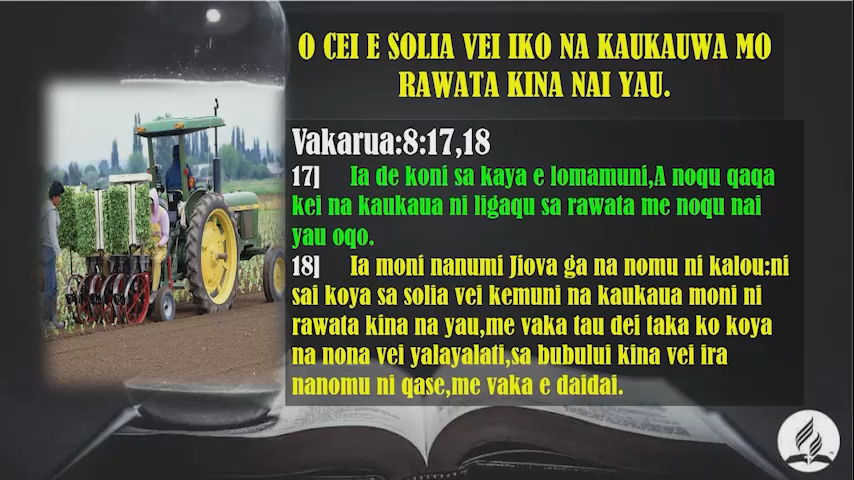 O CEI E SOLIA VEI IKO NA KAUKAUWA MO
RAWATA KINA NAI YAU.
Vakarua:8:17,18
17] Ia de koni sa kaya e lomamuni,A noqu qaqa
kei na kaukaua ni ligaqu sa rawata me noqu nai
yau oqo.
18] Ia moni nanumi Jiova ga na nomu ni kalou:ni
sai koya sa solia vei kemuni na kaukaua moni ni
rawata kina na yau,me vaka tau dei taka ko koya
na nona vei yalayalati,sa bubului kina vei ira
nanomu ni qase,me vaka e daidai.